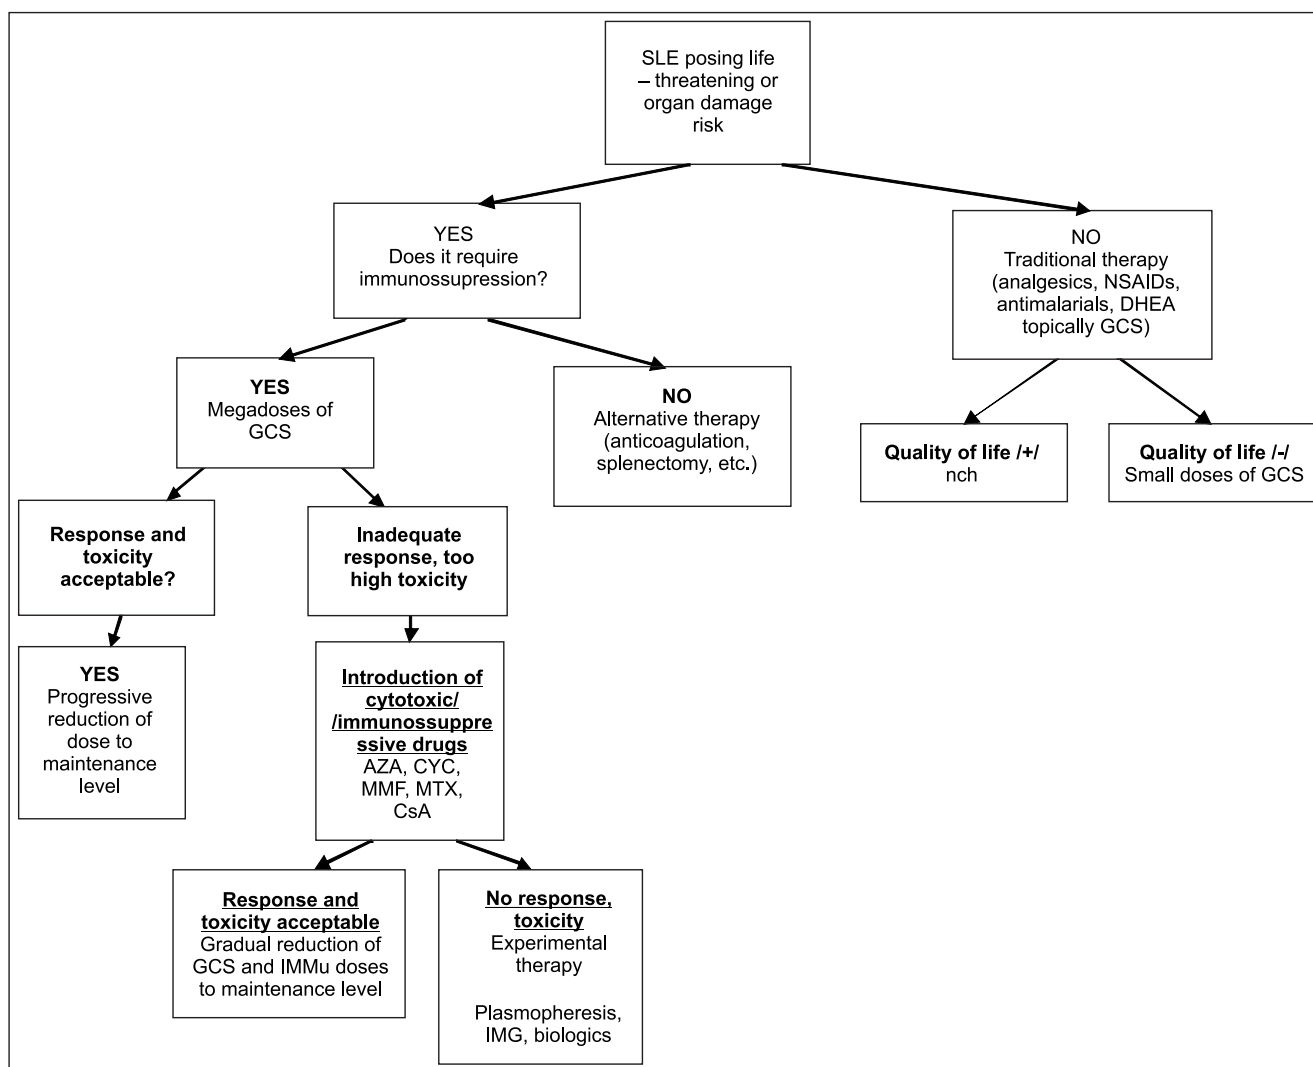 SLE posing life
– threatening or
organ damage
risk
YES
Does it require
immunossupression?
NO
Traditional therapy
(analgesics, NSAIDs,
antimalarials, DHEA
topically GCS)
YES
Megadoses of
GCS
NO
Alternative therapy
(anticoagulation,
splenectomy, etc.)
Quality of life /+/
nch
Quality of life /-/
Small doses of GCS
Response and
toxicity
acceptable?
Inadequate
response, too
high toxicity
YES
Progressive
reduction of
dose to
maintenance
level
Introduction of
cytotoxic/
/immunossuppre
ssive drugs
AZA, CYC,
MMF, MTX,
CsA
Response and
toxicity acceptable
Gradual reduction of
GCS and IMMu doses
to maintenance level
No response,
toxicity
Experimental
therapy
Plasmopheresis,
IMG, biologics